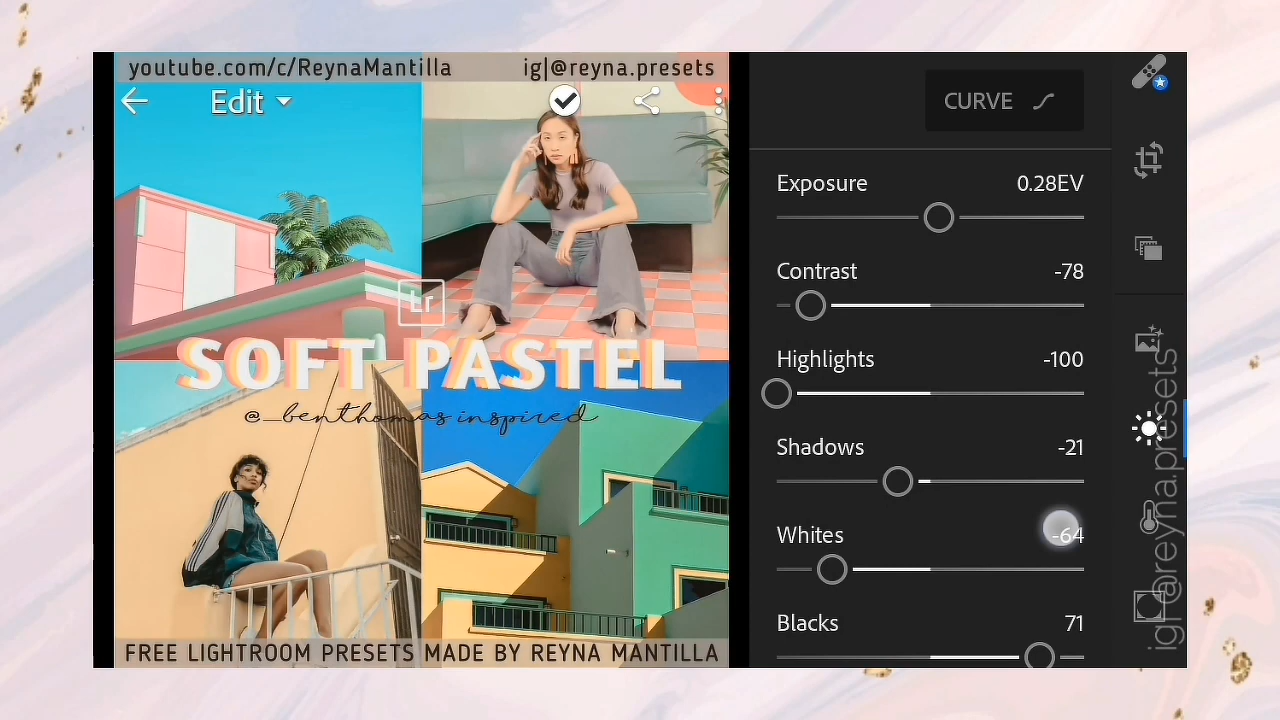 youtube.com/c/ReynaMantilla
ig|@reyna.presets
Edit
Lr
SOFT PASTEL
@_benthomas inspired
FREE LIGHTROOM PRESETS MADE BY REYNA MANTILLA
CURVE
Exposure 0.28EV
Contrast -78
Highlights -100
Shadows -21
Whites -64
Blacks 71
ig|@reyna.presets